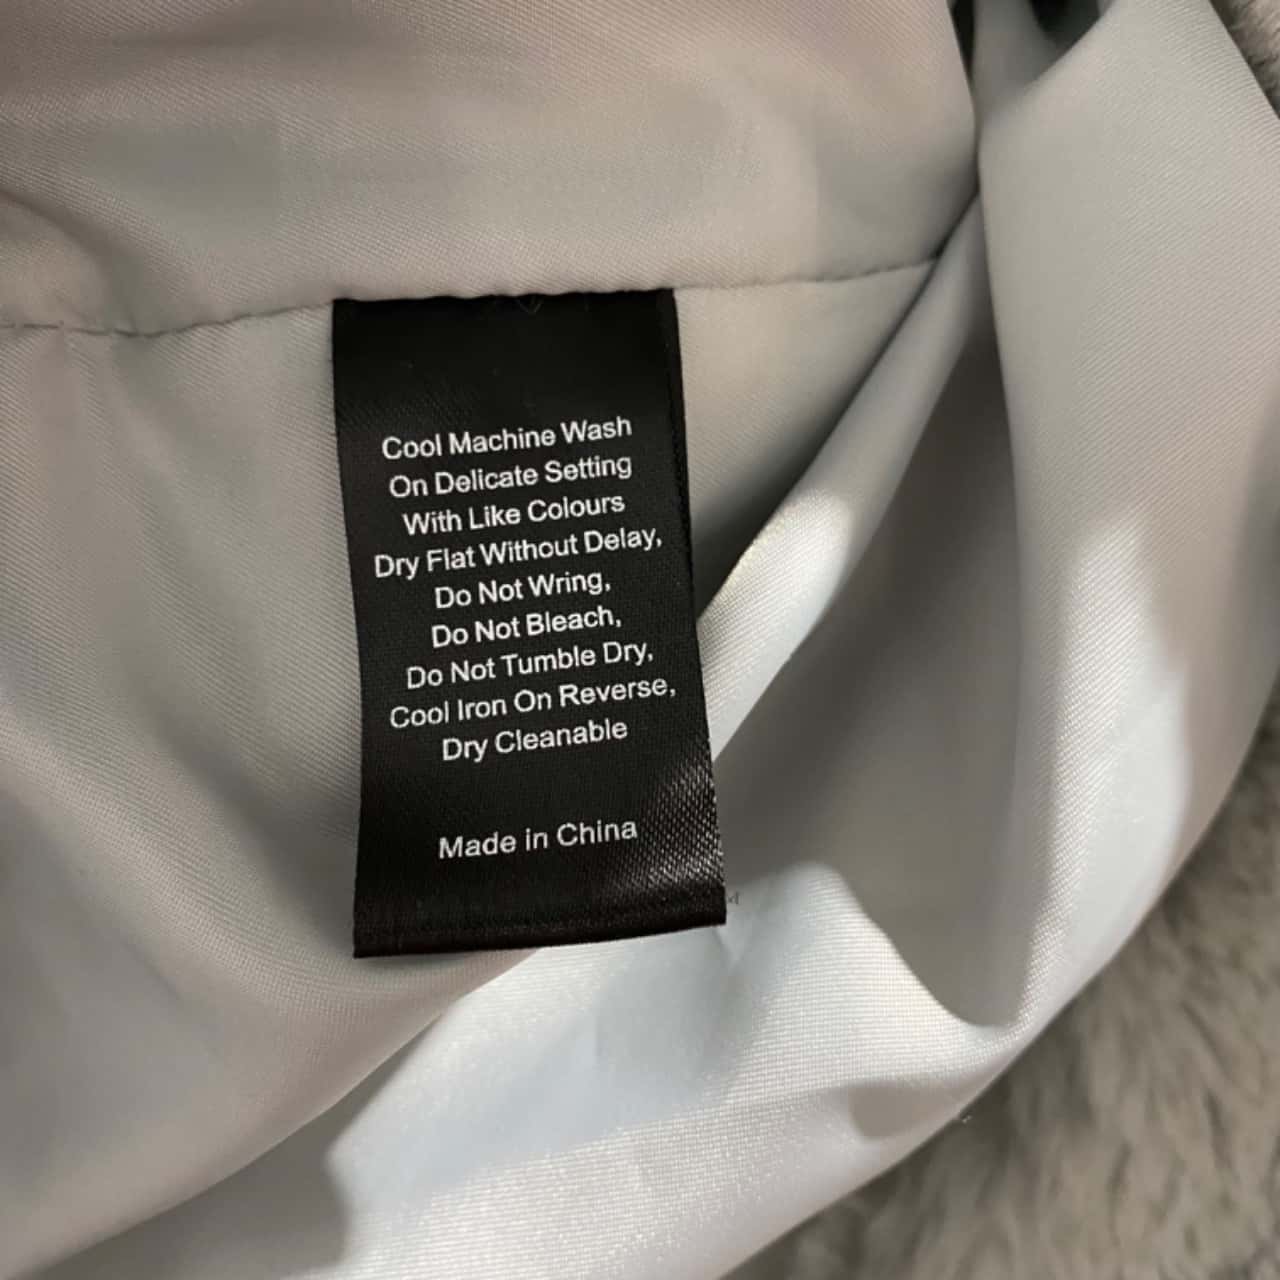 Cool Machine Wash
On Delicate Setting
With Like Colours
Dry Flat Without Delay,
Do Not Wring,
Do Not Bleach,
Do Not Tumble Dry,
Cool Iron On Reverse,
Dry Cleanable
Made in China